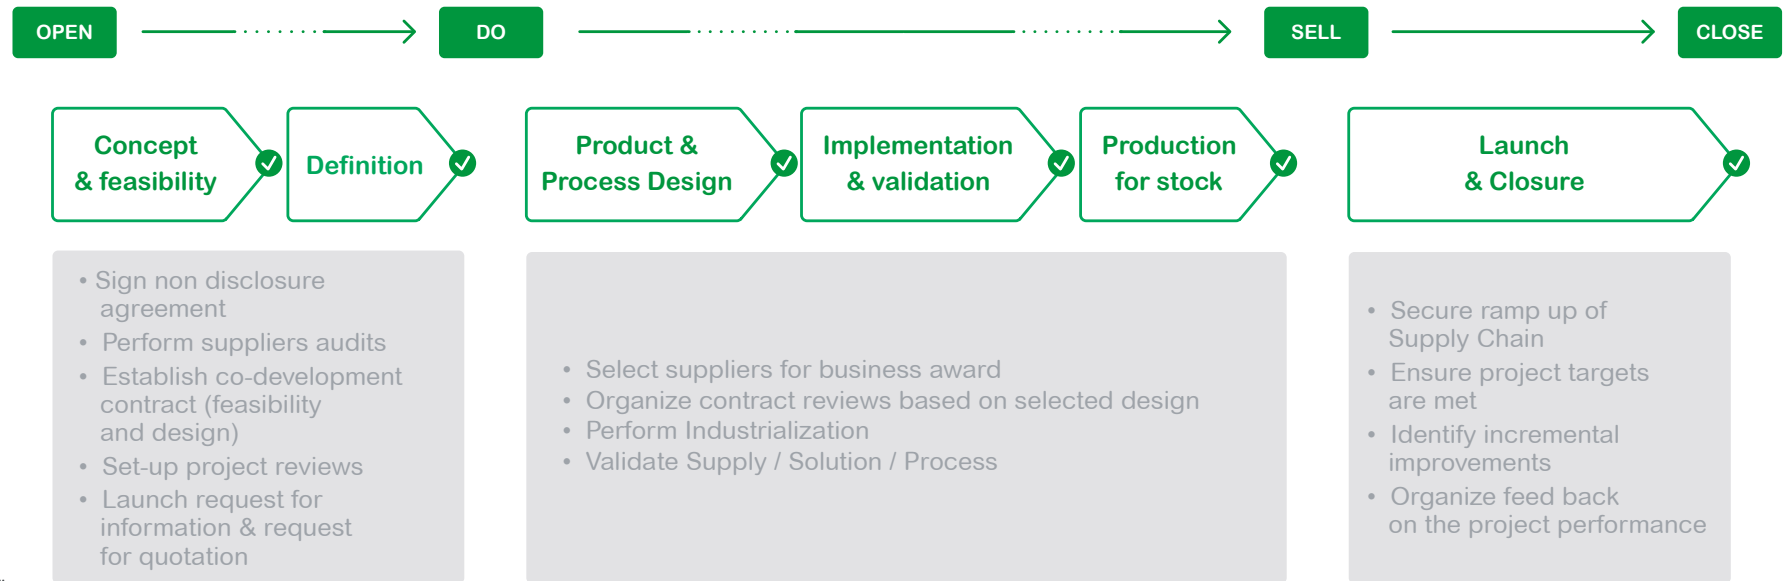 OPEN
DO
SELL
CLOSE
Concept
& feasibility
Definition
Product &
Process Design
Implementation
& validation
Production
for stock
Launch
& Closure
• Sign non disclosure
agreement
• Perform suppliers audits
• Establish co-development
contract (feasibility
and design)
• Set-up project reviews
• Launch request for
information & request
for quotation
• Select suppliers for business award
• Organize contract reviews based on selected design
• Perform Industrialization
• Validate Supply / Solution / Process
• Secure ramp up of
Supply Chain
• Ensure project targets
are met
• Identify incremental
improvements
• Organize feed back
on the project performance